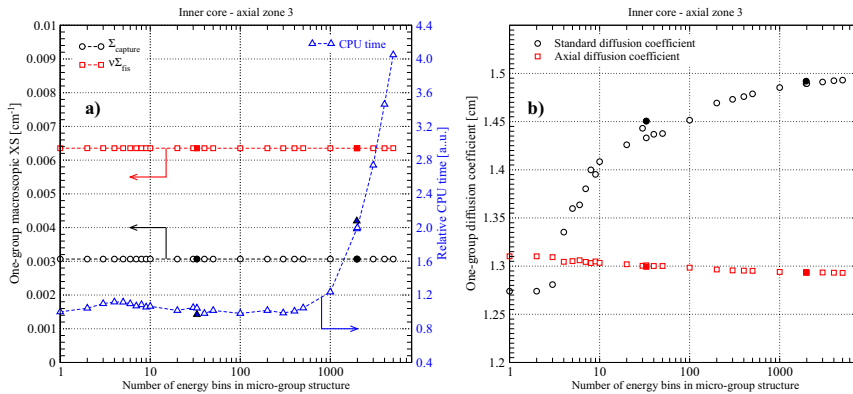 Inner core - axial zone 3
0.01
0.009
0.008
0.007
0.006
0.005
0.004
0.003
0.002
0.001
0
One-group macroscopic XS [cm⁻¹]
Σcapture
νΣfis
CPU time
a)
4.4
4.0
3.6
3.2
2.8
2.4
2.0
1.6
1.2
0.8
0.4
Relative CPU time [a.u.]
1 10 100 1000
Number of energy bins in micro-group structure
Inner core - axial zone 3
1.5
1.45
1.4
1.35
1.3
1.25
1.2
One-group diffusion coefficient [cm]
Standard diffusion coefficient
Axial diffusion coefficient
b)
1 10 100 1000
Number of energy bins in micro-group structure